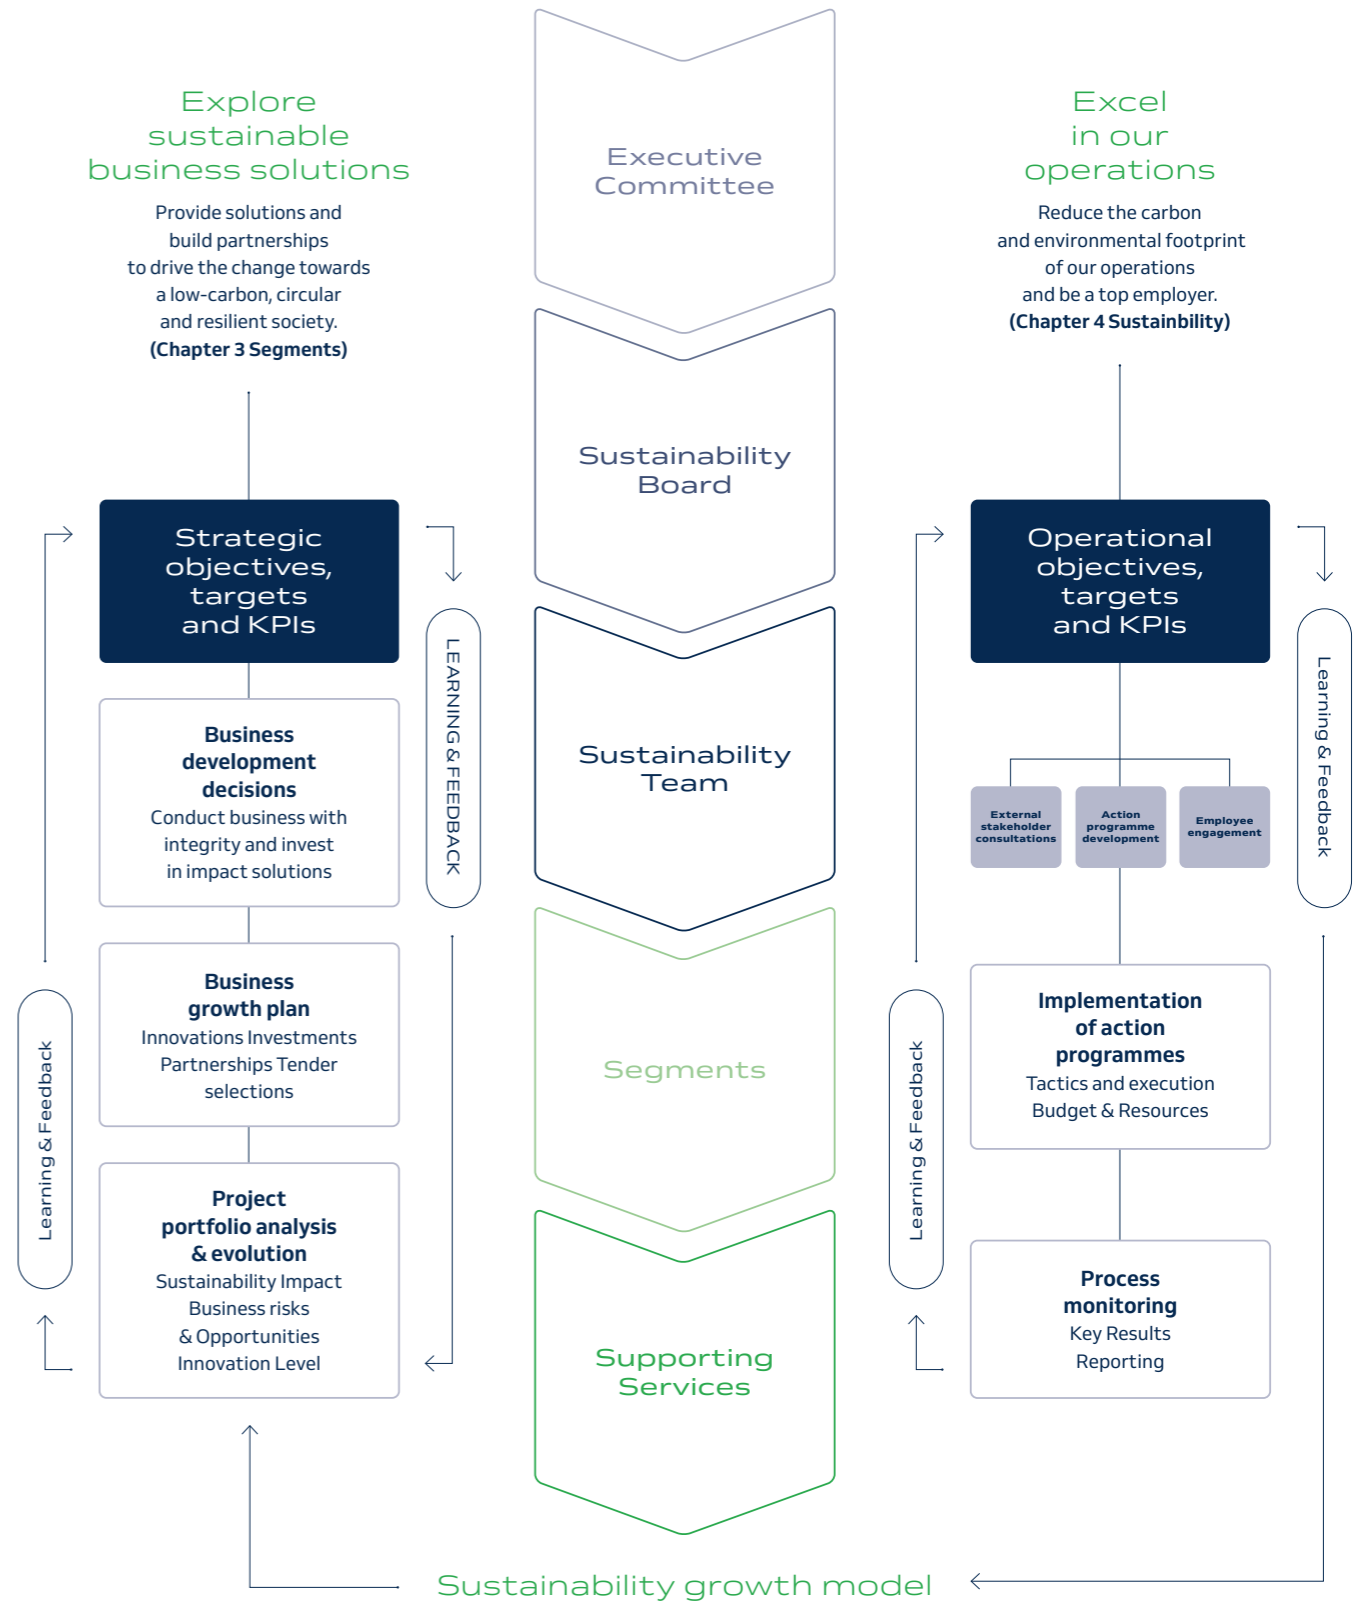 Explore
sustainable
business solutions
Provide solutions and
build partnerships
to drive the change towards
a low-carbon, circular
and resilient society.
(Chapter 3 Segments)
Strategic
objectives,
targets
and KPIs
LEARNING & FEEDBACK
Business
development
decisions
Conduct business with
integrity and invest
in impact solutions
Business
growth plan
Innovations Investments
Partnerships Tender
selections
Learning & Feedback
Project
portfolio analysis
& evolution
Sustainability Impact
Business risks
& Opportunities
Innovation Level
Executive
Committee
Sustainability
Board
Sustainability
Team
Segments
Supporting
Services
Excel
in our
operations
Reduce the carbon
and environmental footprint
of our operations
and be a top employer.
(Chapter 4 Sustainbility)
Operational
objectives,
targets
and KPIs
Learning & Feedback
External
stakeholder
consultations
Action
programme
development
Employee
engagement
Implementation
of action
programmes
Tactics and execution
Budget & Resources
Learning & Feedback
Process
monitoring
Key Results
Reporting
Sustainability growth model